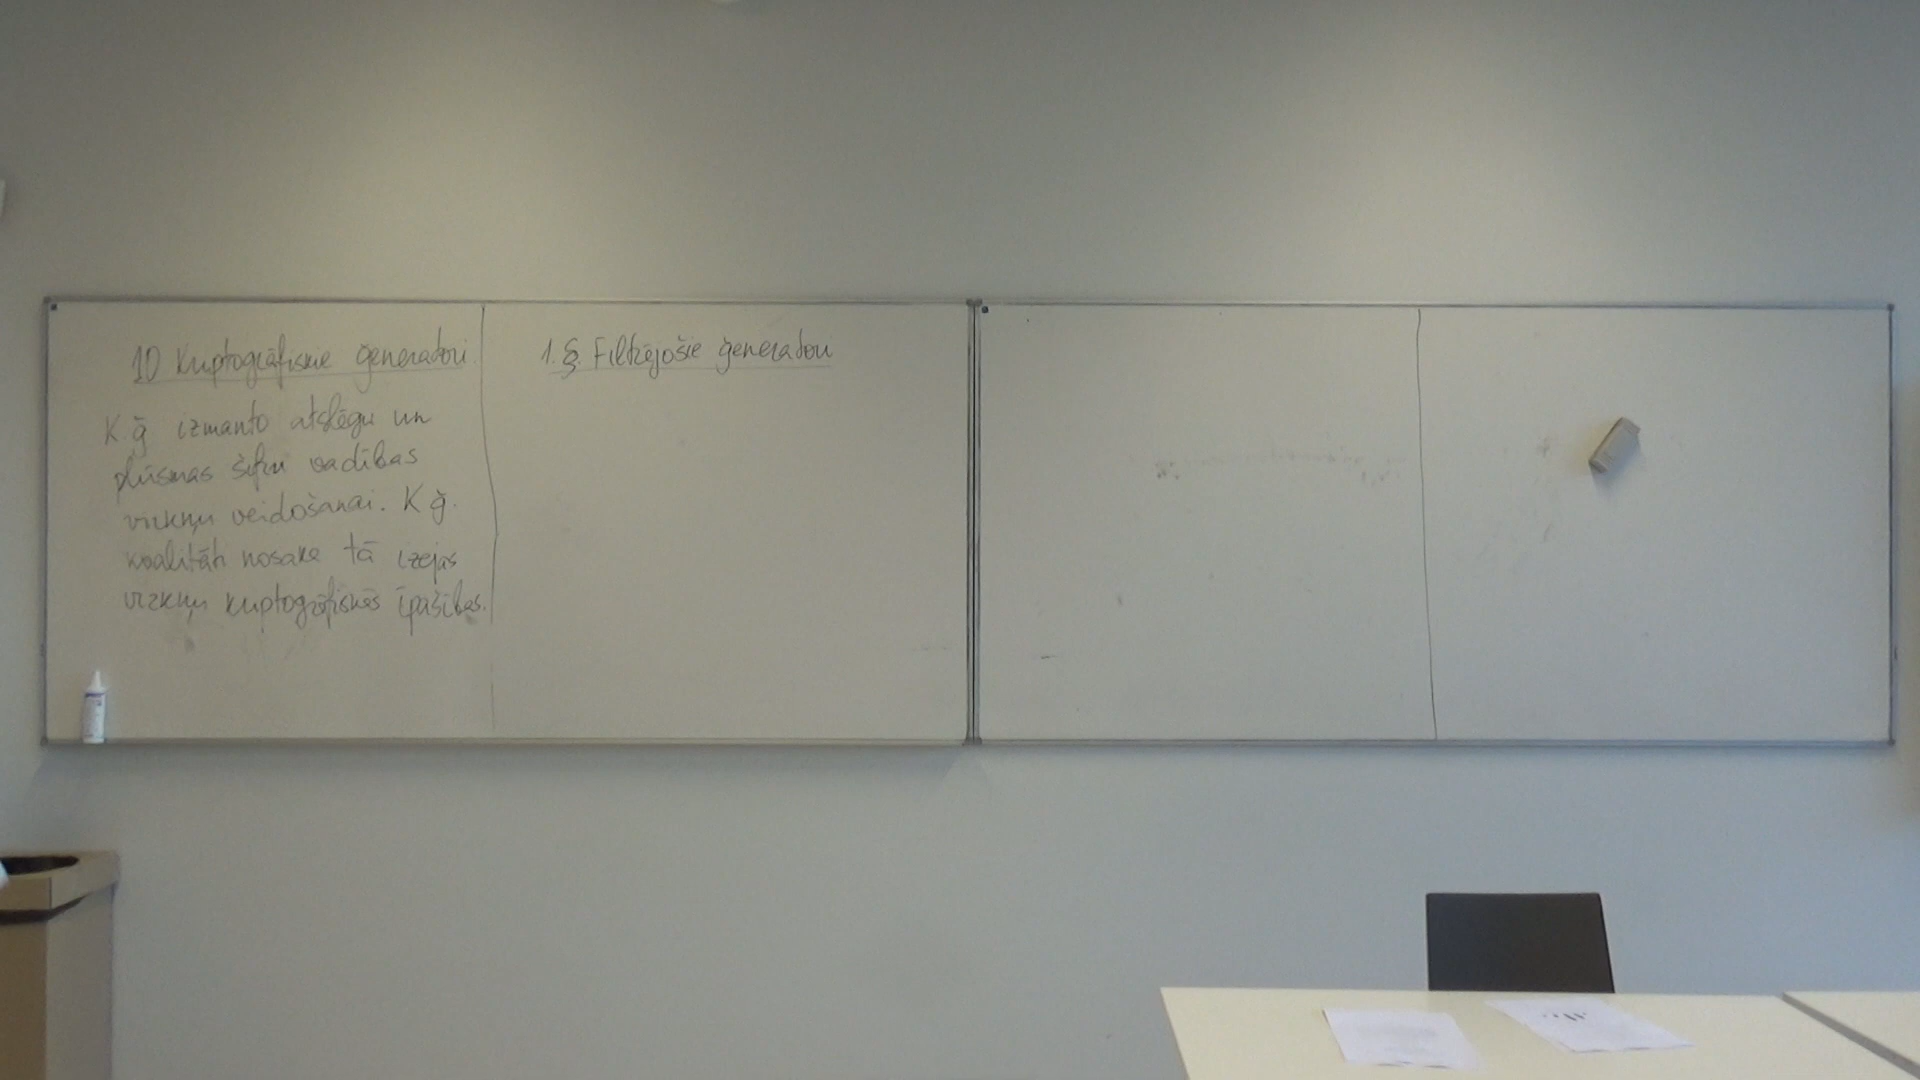 10 Kriptogrāfiskie ģeneratori.
K.ģ izmanto atslēgu un
plūsmas šifru vadības
virkņu veidošanai. K.ģ.
kvalitāti nosaka tā izejas
virkņu kriptogrāfiskās īpašības.
1.§. Filtrējošie ģeneratori